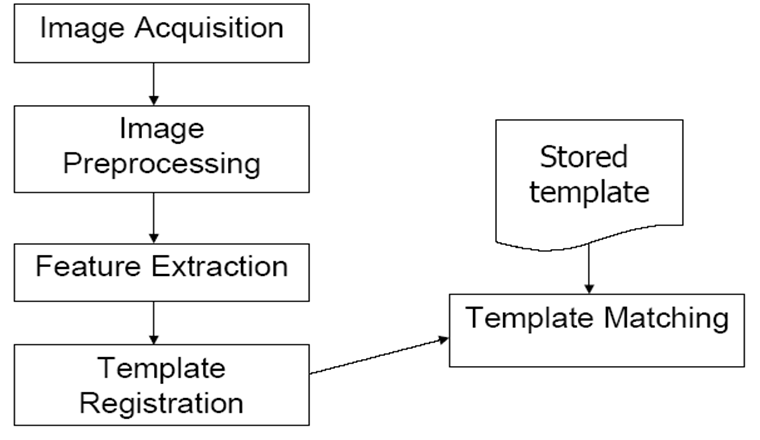 Image Acquisition
Image
Preprocessing
Feature Extraction
Template
Registration
Stored
template
Template Matching